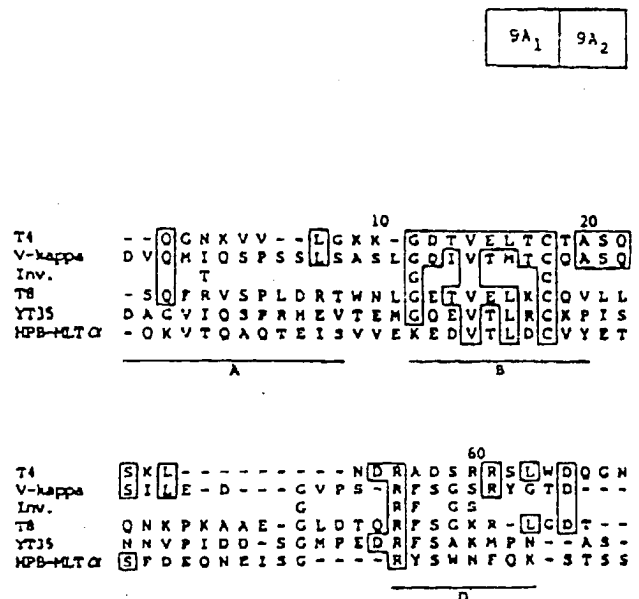 9A1 9A2
10 20
T4 - - Q G N K V V - - L G K K - G D T V E L T C T A S Q
V-kappa D V Q M I Q S P S S L S A S L G Q I V T M T C Q A S Q
Inv. T G C
T8 - S Q F R V S P L D R T W N L G E T V E L K C Q V L L
YT35 D A G V I Q S P R H E V T E M G Q E V T L R C K P I S
HPB-MLT α - Q K V T Q A Q T E I S V V E K E D V T L D C V Y E T
A B
60
T4 S K L - - - - - - - - N D R A D S R R S L W D Q G N
V-kappa S I L E - D - - G V P S - R F S G S R Y G T D - - -
Inv. G R F G S
T8 Q N K P K A A E - G L D T Q R F S G K R - L G D T - -
YT35 N N V P I D D - S G M P E D R F S A K M P N - A S -
HPB-MLT α S F D E Q N E I S G - - - - R Y S W N F Q K - S T S S
D